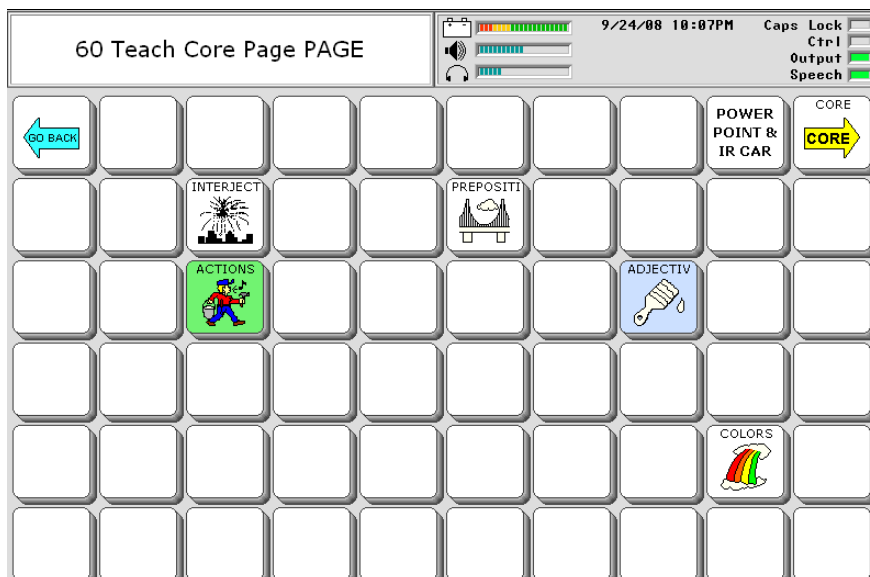 60 Teach Core Page PAGE
9/24/08 10:07PM
Caps Lock
Ctrl
Output
Speech
GO BACK
POWER
POINT &
IR CAR
CORE
CORE
INTERJECT
PREPOSITI
ACTIONS
ADJECTIV
COLORS